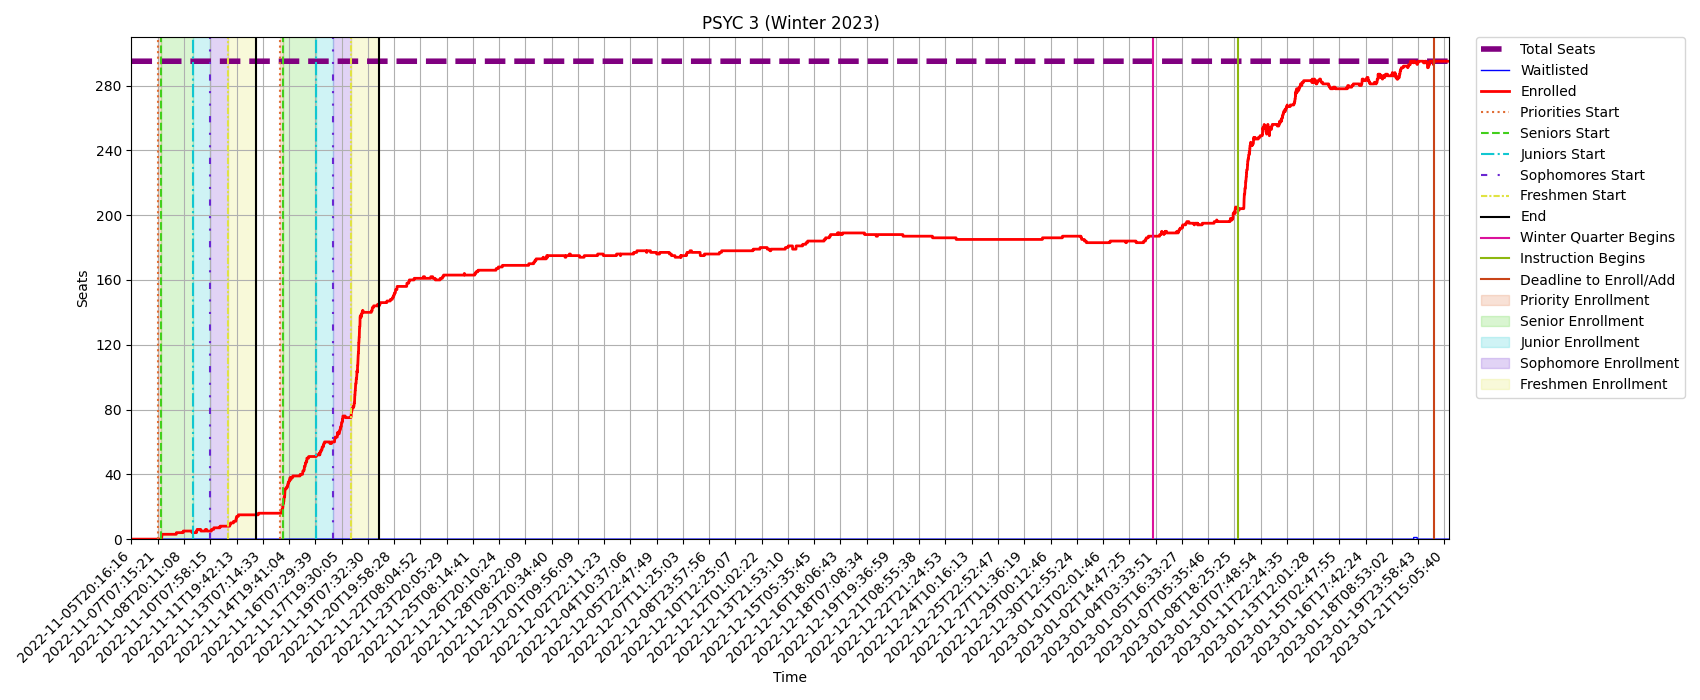 PSYC 3 (Winter 2023)
Total Seats
Waitlisted
Enrolled
Priorities Start
Seniors Start
Juniors Start
Sophomores Start
Freshmen Start
End
Winter Quarter Begins
Instruction Begins
Deadline to Enroll/Add
Priority Enrollment
Senior Enrollment
Junior Enrollment
Sophomore Enrollment
Freshmen Enrollment
Seats
280
240
200
160
120
80
40
0
2022-11-05T20:16:16
2022-11-07T07:15:21
2022-11-08T20:11:08
2022-11-10T07:58:15
2022-11-11T19:42:13
2022-11-13T07:14:33
2022-11-14T19:41:04
2022-11-16T07:29:39
2022-11-17T19:30:05
2022-11-19T07:32:30
2022-11-20T19:58:28
2022-11-22T08:04:52
2022-11-23T20:05:29
2022-11-25T08:14:41
2022-11-26T20:10:24
2022-11-28T08:22:09
2022-11-29T20:34:40
2022-12-01T09:56:09
2022-12-02T22:11:23
2022-12-04T10:37:06
2022-12-05T22:47:49
2022-12-07T11:25:03
2022-12-08T23:57:56
2022-12-10T12:25:07
2022-12-12T01:02:22
2022-12-13T21:53:10
2022-12-15T05:35:45
2022-12-16T18:06:43
2022-12-18T07:08:34
2022-12-19T19:36:59
2022-12-21T08:55:38
2022-12-22T21:24:53
2022-12-24T10:16:13
2022-12-25T22:52:47
2022-12-27T11:36:19
2022-12-29T00:12:46
2022-12-30T12:55:24
2023-01-01T02:01:46
2023-01-02T14:47:25
2023-01-04T03:33:51
2023-01-05T16:33:27
2023-01-07T05:35:46
2023-01-08T18:25:25
2023-01-10T07:48:54
2023-01-11T22:24:35
2023-01-13T12:01:28
2023-01-15T02:47:55
2023-01-16T17:42:24
2023-01-18T08:53:02
2023-01-19T23:58:43
2023-01-21T15:05:40
Time